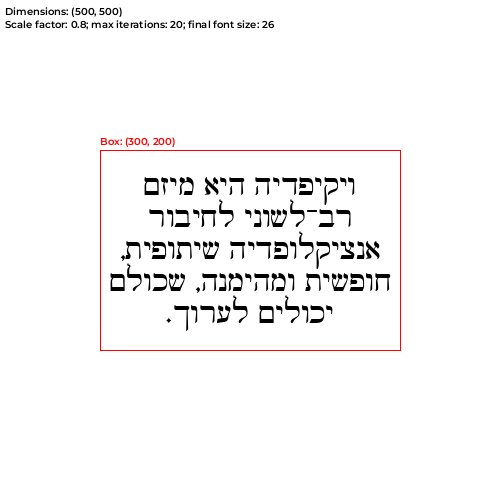 Dimensions: (500, 500)
Scale factor: 0.8; max iterations: 20; final font size: 26
Box: (300, 200)
ויקיפדיה היא מיזם
רב־לשוני לחיבור
אנציקלופדיה שיתופית,
חופשית ומהימנה, שכולם
יכולים לערוך.